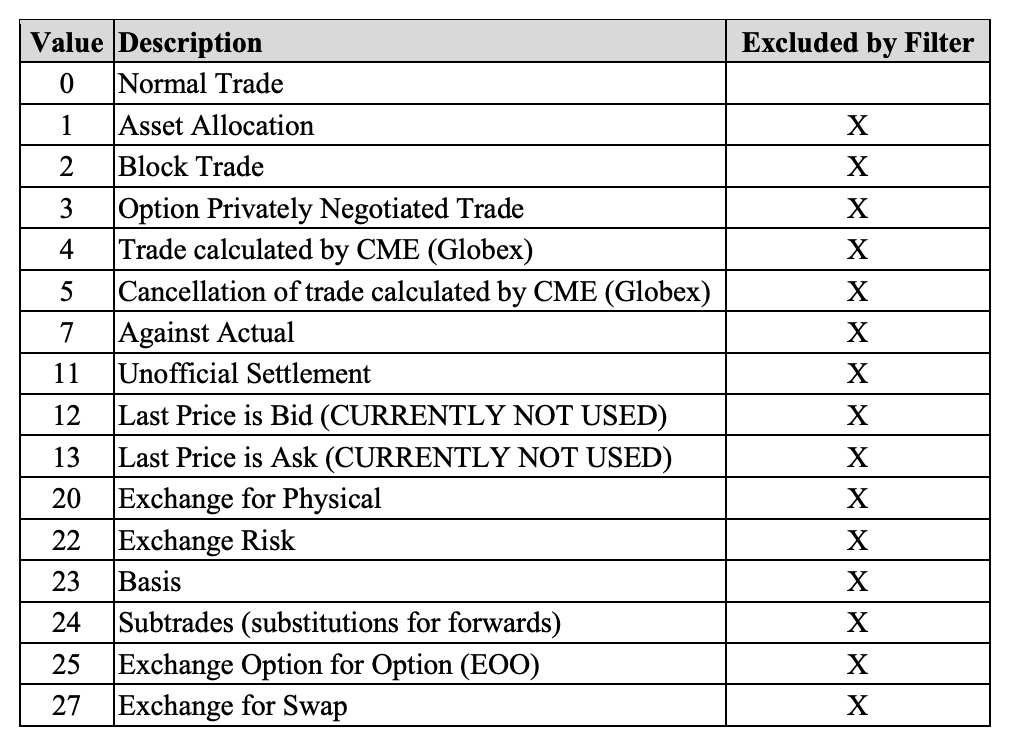 Value Description Excluded by Filter
0 Normal Trade
1 Asset Allocation X
2 Block Trade X
3 Option Privately Negotiated Trade X
4 Trade calculated by CME (Globex) X
5 Cancellation of trade calculated by CME (Globex) X
7 Against Actual X
11 Unofficial Settlement X
12 Last Price is Bid (CURRENTLY NOT USED) X
13 Last Price is Ask (CURRENTLY NOT USED) X
20 Exchange for Physical X
22 Exchange Risk X
23 Basis X
24 Subtrades (substitutions for forwards) X
25 Exchange Option for Option (EOO) X
27 Exchange for Swap X